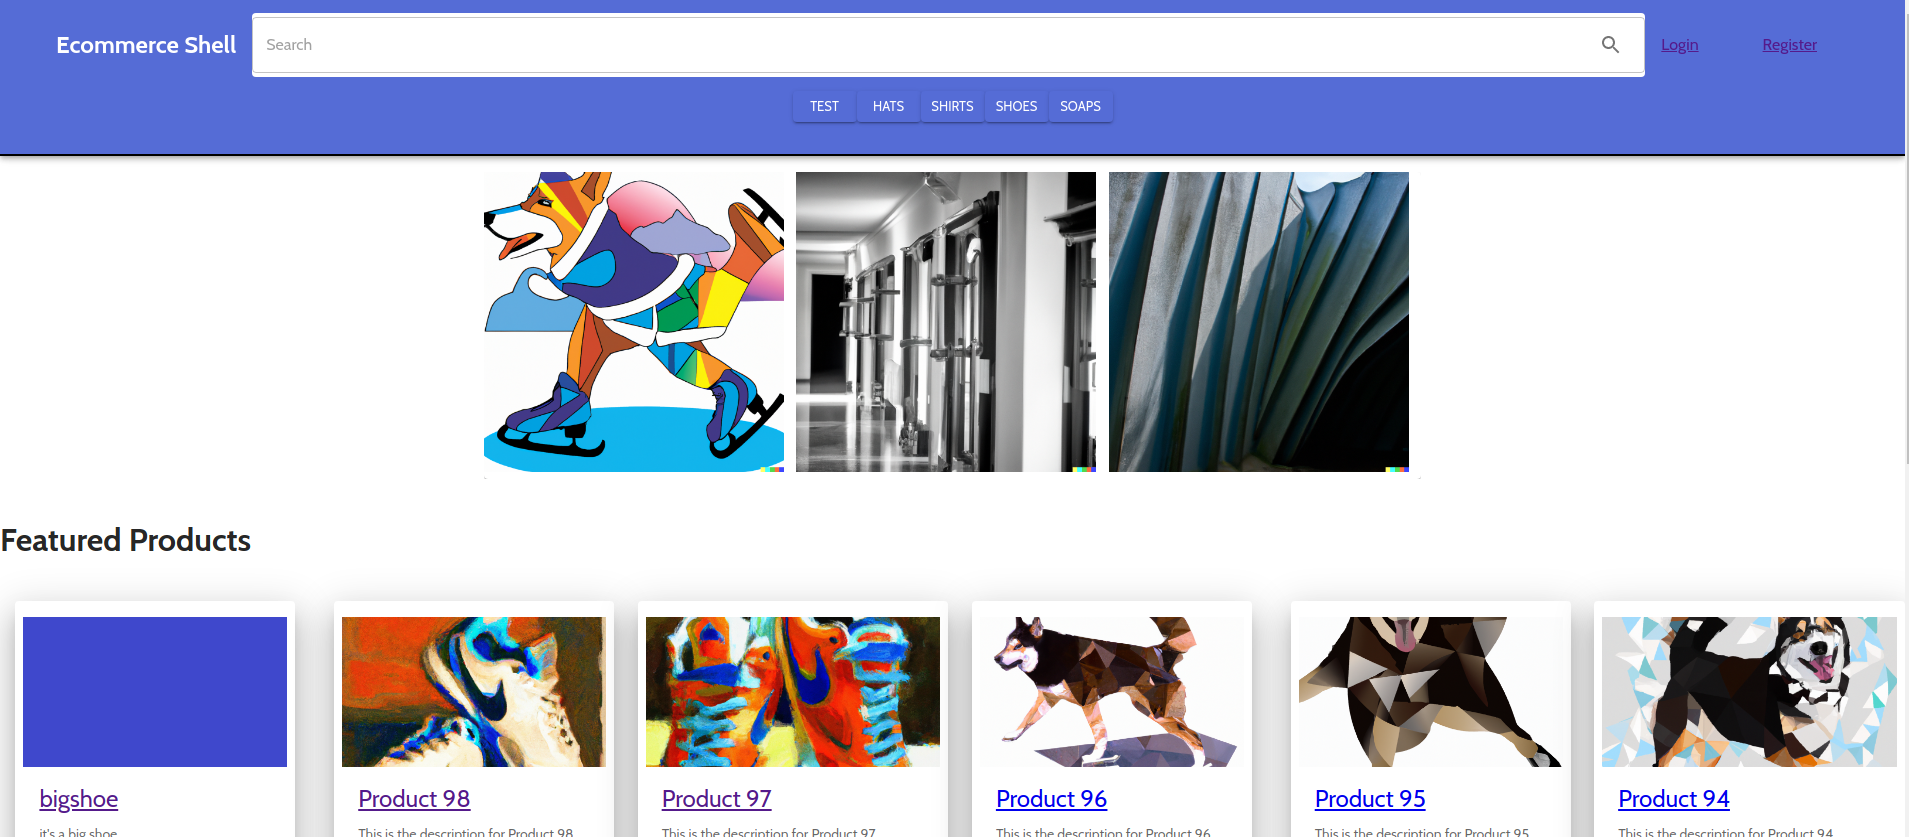 Ecommerce Shell
Search
Login
Register
TEST
HATS
SHIRTS
SHOES
SOAPS
Featured Products
bigshoe
it's a big shoe
Product 98
This is the description for Product 98
Product 97
This is the description for Product 97
Product 96
This is the description for Product 96
Product 95
This is the description for Product 95
Product 94
This is the description for Product 94